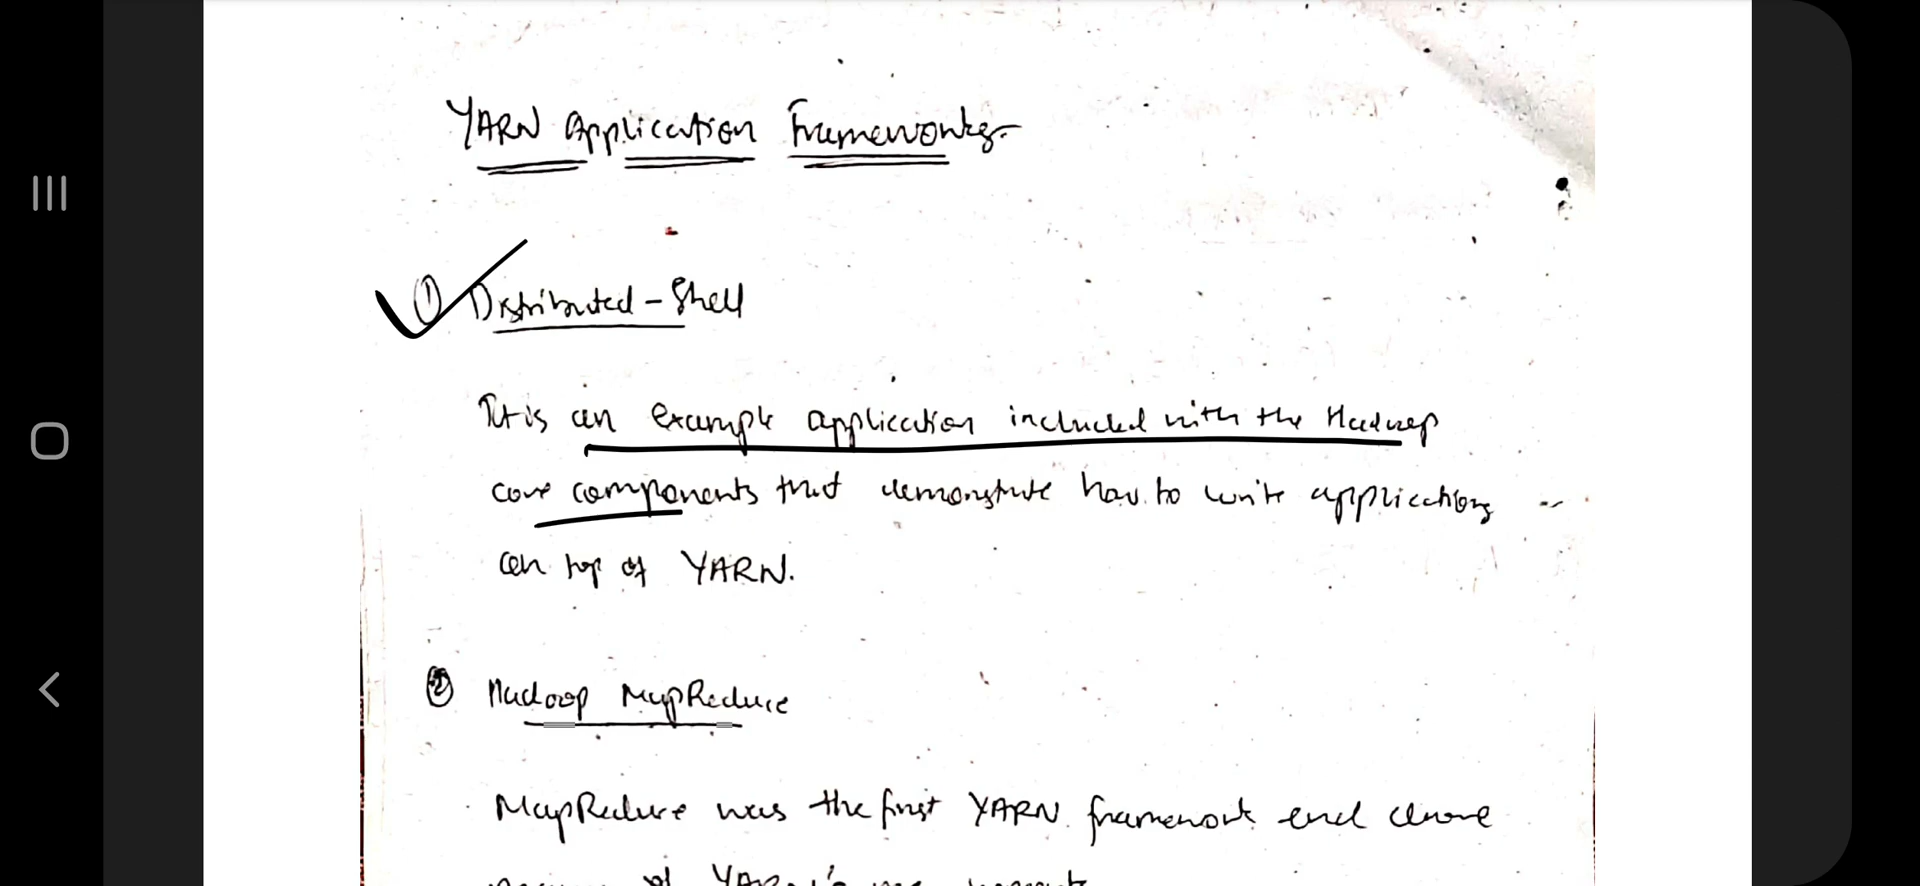 YARN Application Frameworks
① Distributed-Shell
It is an example application included with the Hadoop
core components that demonstrate how to write applications
on top of YARN.
② Hadoop MapReduce
MapReduce was the first YARN framework and drove
of YARN's